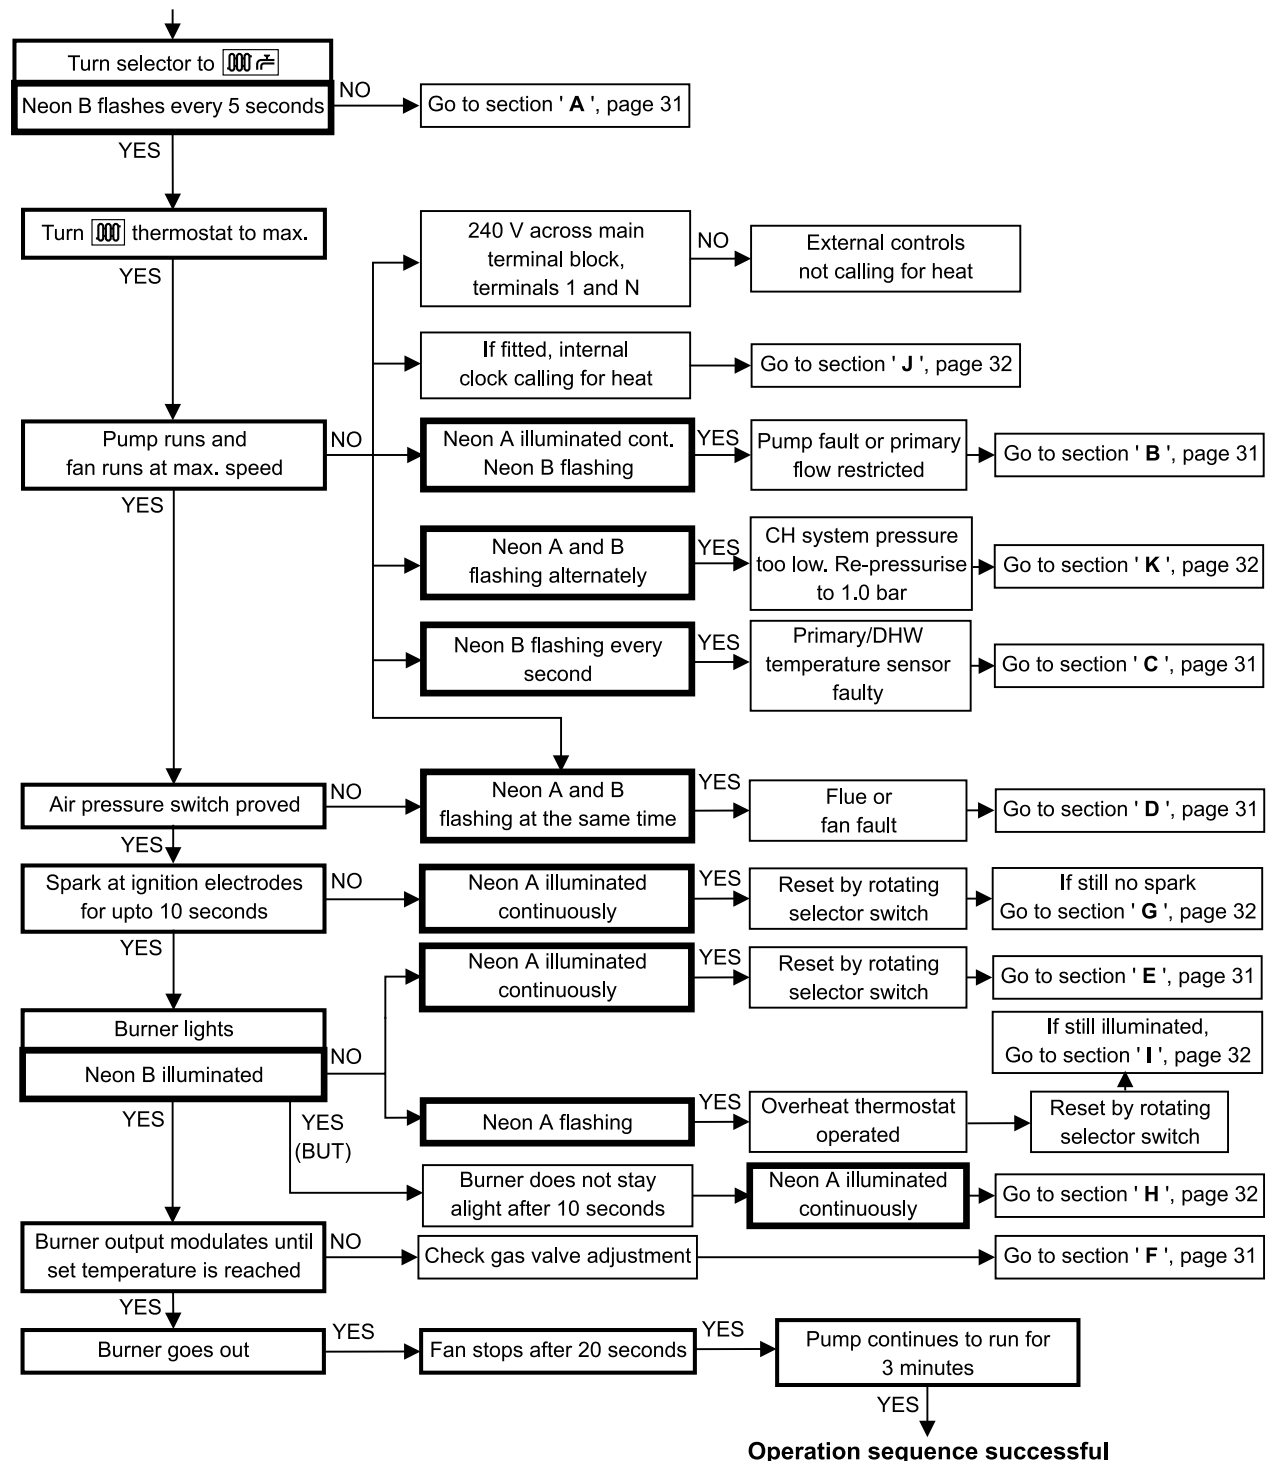 Turn selector to
Neon B flashes every 5 seconds
NO
Go to section ' A ', page 31
YES
Turn thermostat to max.
YES
240 V across main
terminal block,
terminals 1 and N
NO
External controls
not calling for heat
If fitted, internal
clock calling for heat
Go to section ' J ', page 32
Pump runs and
fan runs at max. speed
NO
Neon A illuminated cont.
Neon B flashing
YES
Pump fault or primary
flow restricted
Go to section ' B ', page 31
YES
Neon A and B
flashing alternately
YES
CH system pressure
too low. Re-pressurise
to 1.0 bar
Go to section ' K ', page 32
Neon B flashing every
second
YES
Primary/DHW
temperature sensor
faulty
Go to section ' C ', page 31
Air pressure switch proved
NO
Neon A and B
flashing at the same time
YES
Flue or
fan fault
Go to section ' D ', page 31
YES
Spark at ignition electrodes
for upto 10 seconds
NO
Neon A illuminated
continuously
YES
Reset by rotating
selector switch
If still no spark
Go to section ' G ', page 32
YES
Neon A illuminated
continuously
YES
Reset by rotating
selector switch
Go to section ' E ', page 31
Burner lights
Neon B illuminated
NO
If still illuminated,
Go to section ' I ', page 32
Neon A flashing
YES
Overheat thermostat
operated
Reset by rotating
selector switch
YES
YES
(BUT)
Burner does not stay
alight after 10 seconds
Neon A illuminated
continuously
Go to section ' H ', page 32
Burner output modulates until
set temperature is reached
NO
Check gas valve adjustment
Go to section ' F ', page 31
YES
Burner goes out
YES
Fan stops after 20 seconds
YES
Pump continues to run for
3 minutes
YES
Operation sequence successful